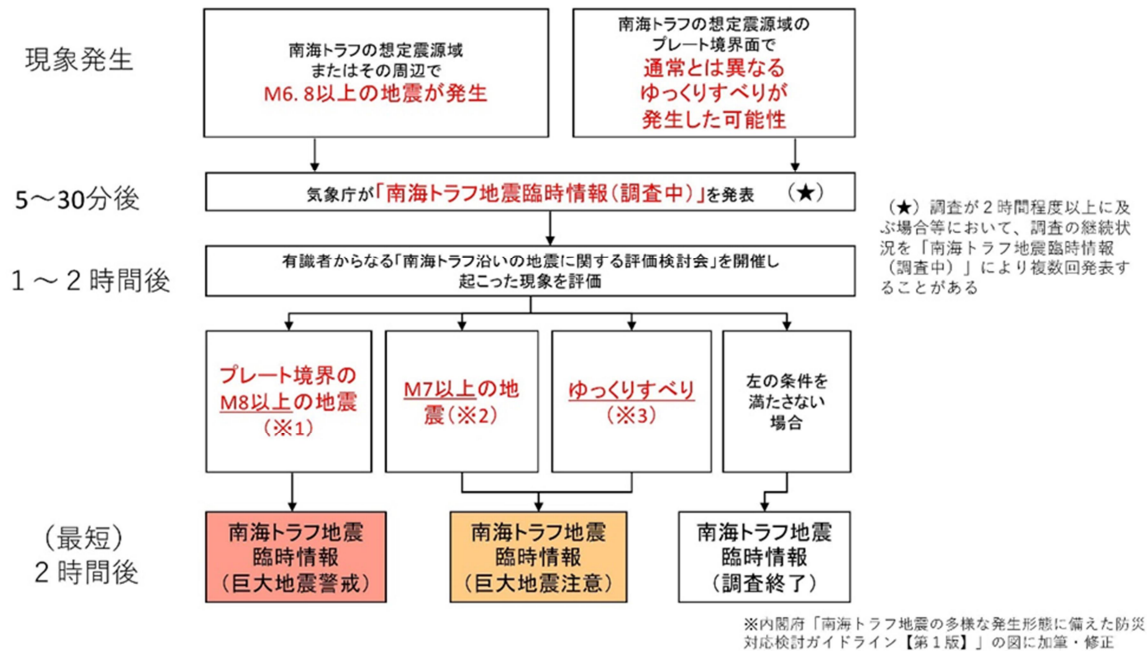 現象発生
南海トラフの想定震源域
またはその周辺で
M6.8以上の地震が発生
南海トラフの想定震源域の
プレート境界面で
通常とは異なる
ゆっくりすべりが
発生した可能性
5～30分後
気象庁が「南海トラフ地震臨時情報(調査中)」を発表 (★)
(★)調査が2時間程度以上に及
ぶ場合等において、調査の継続状
況を「南海トラフ地震臨時情報
(調査中)」により複数回発表す
ることがある
1～2時間後
有識者からなる「南海トラフ沿いの地震に関する評価検討会」を開催し
起こった現象を評価
プレート境界の
M8以上の地震
(※1)
M7以上の地
震(※2)
ゆっくりすべり
(※3)
左の条件を
満たさない
場合
(最短)
2時間後
南海トラフ地震
臨時情報
(巨大地震警戒)
南海トラフ地震
臨時情報
(巨大地震注意)
南海トラフ地震
臨時情報
(調査終了)
※内閣府「南海トラフ地震の多様な発生形態に備えた防災
対応検討ガイドライン【第1版】」の図に加筆・修正